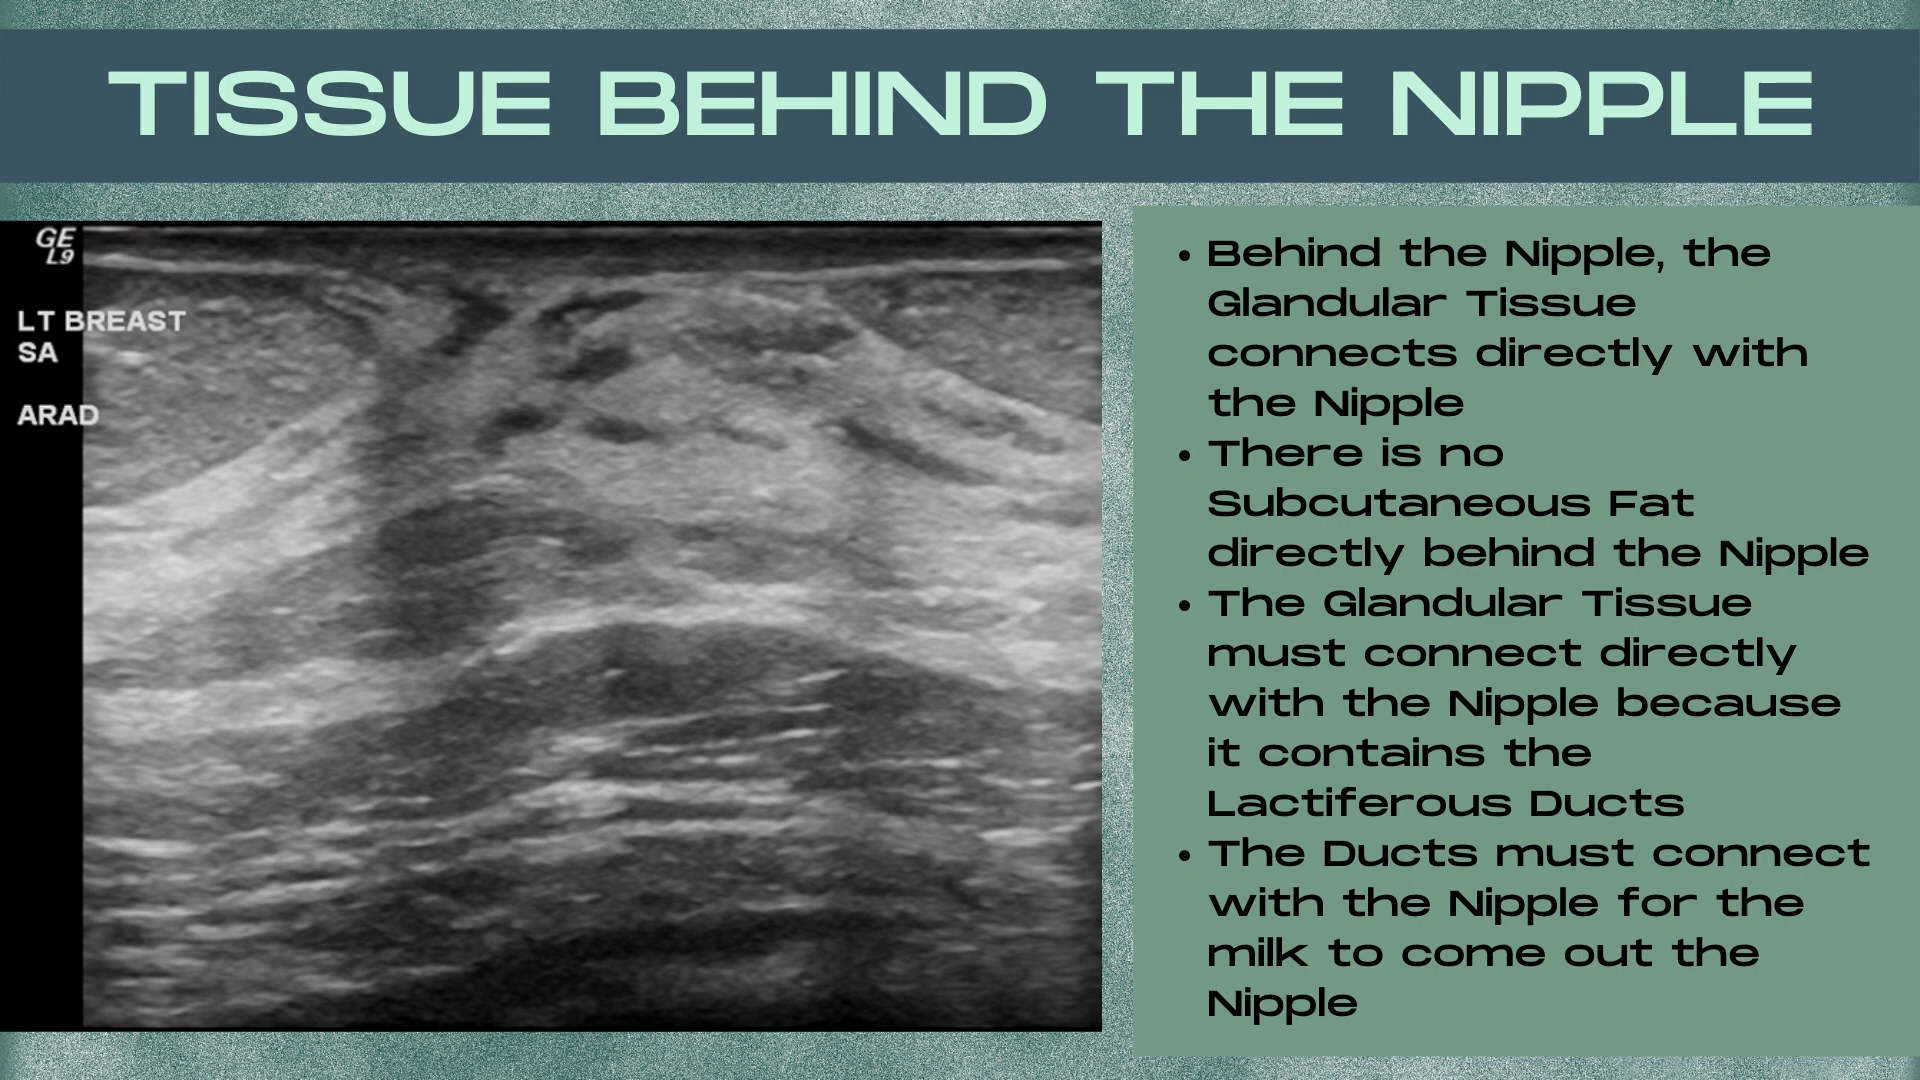 TISSUE BEHIND THE NIPPLE
GE
L9
LT BREAST
SA
ARAD
• Behind the Nipple, the
Glandular Tissue
connects directly with
the Nipple
• There is no
Subcutaneous Fat
directly behind the Nipple
• The Glandular Tissue
must connect directly
with the Nipple because
it contains the
Lactiferous Ducts
• The Ducts must connect
with the Nipple for the
milk to come out the
Nipple